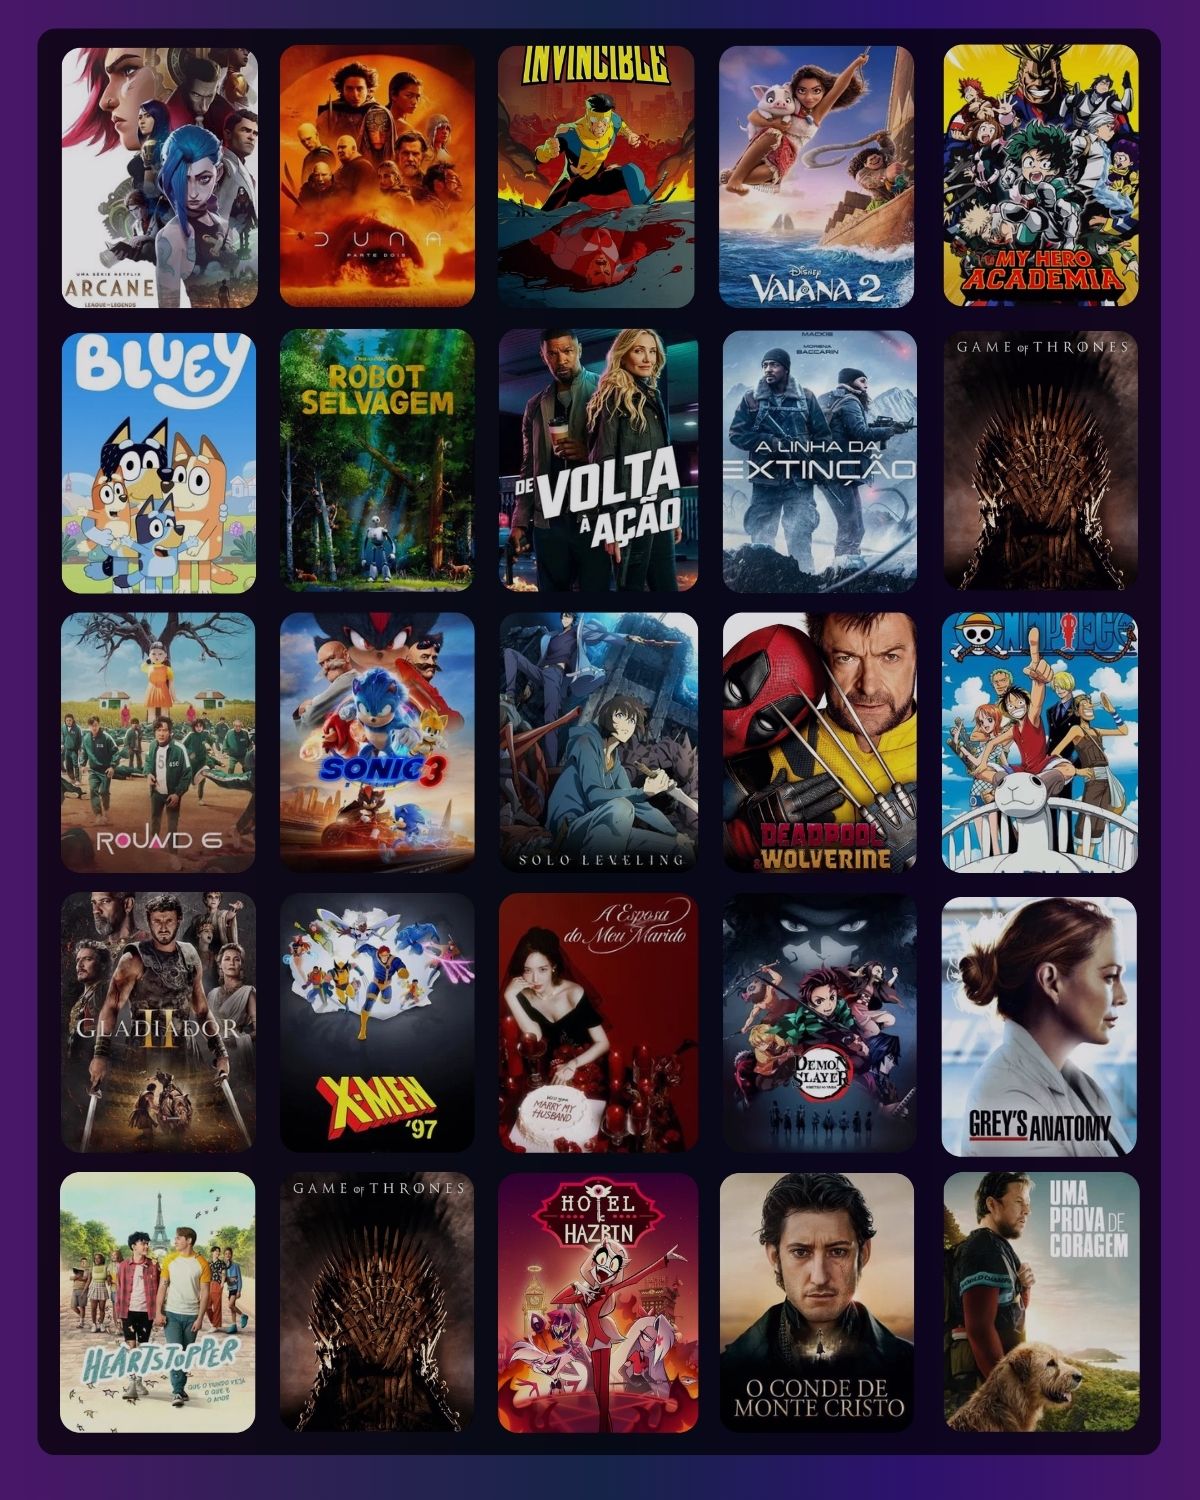 UMA SÉRIE NETFLIX
ARCANE
LEAGUE OF LEGENDS
DUNA
PARTE DOIS
INVINCIBLE
Disney
VAIANA 2
MY HERO
ACADEMIA
BLUEY
ROBOT
SELVAGEM
DE VOLTA
À AÇÃO
MACKIE
MORENA
BACCARIN
A LINHA DA
EXTINÇÃO
GAME OF THRONES
ROUND 6
456
SONIC 3
SOLO LEVELING
DEADPOOL
& WOLVERINE
ONE PIECE
GLADIADOR
II
X-MEN
'97
A Esposa
do Meu Marido
MARRY MY
HUSBAND
DEMON
SLAYER
GREY'S ANATOMY
HEARTSTOPPER
QUE O MUNDO VEJA
O QUE É
O AMOR
GAME OF THRONES
HOTEL
HAZBIN
O CONDE DE
MONTE CRISTO
UMA
PROVA DE
CORAGEM